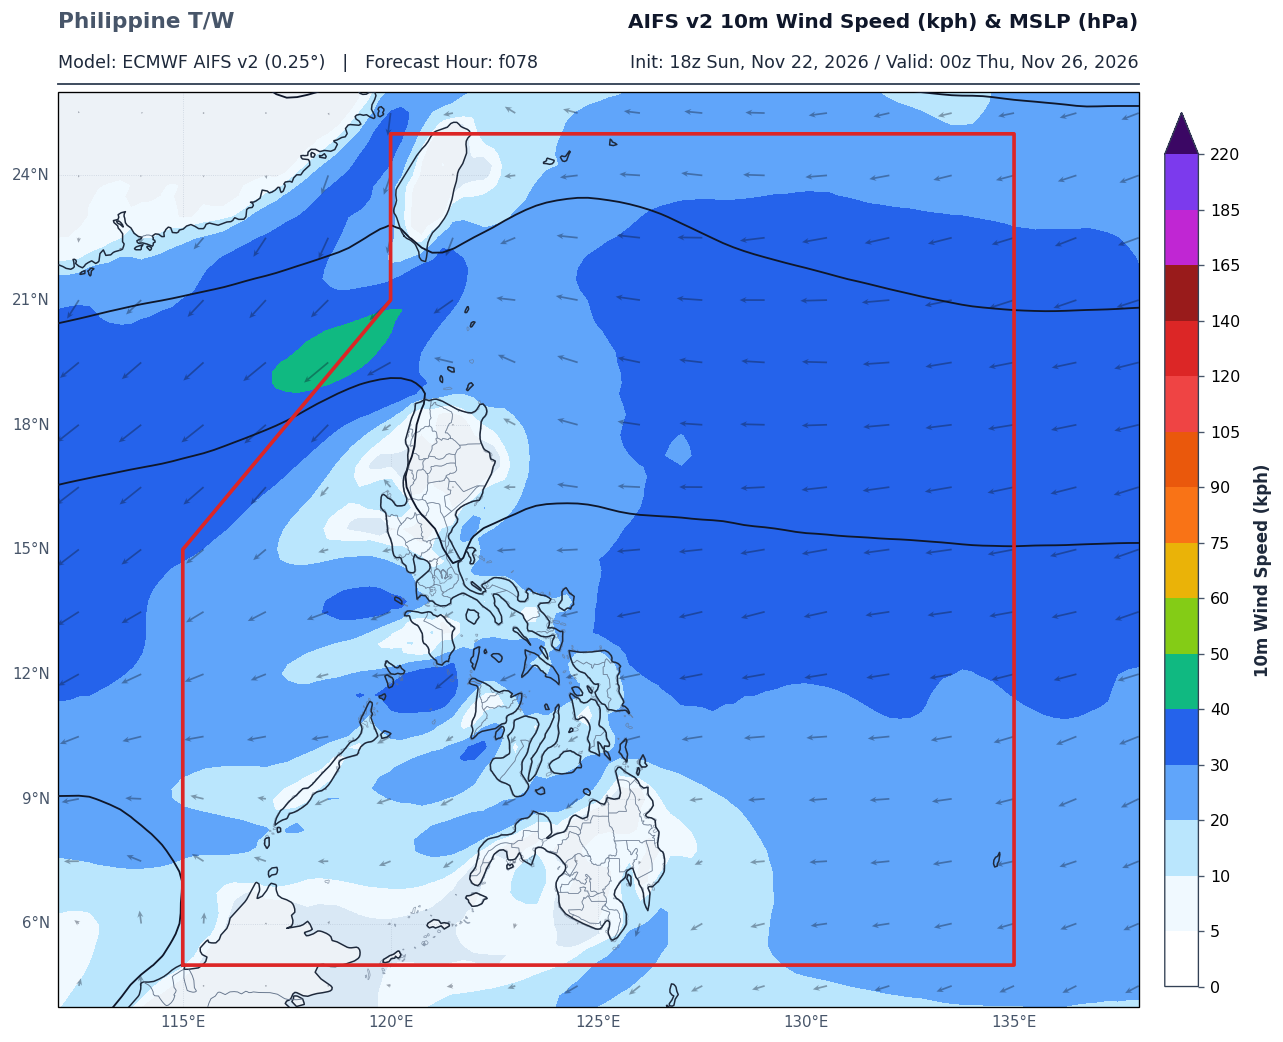 Philippine T/W
AIFS v2 10m Wind Speed (kph) & MSLP (hPa)
Model: ECMWF AIFS v2 (0.25°) | Forecast Hour: f078
Init: 18z Sun, Nov 22, 2026 / Valid: 00z Thu, Nov 26, 2026
24°N
21°N
18°N
15°N
12°N
9°N
6°N
115°E
120°E
125°E
130°E
135°E
220
185
165
140
120
105
90
75
60
50
40
30
20
10
5
0
10m Wind Speed (kph)